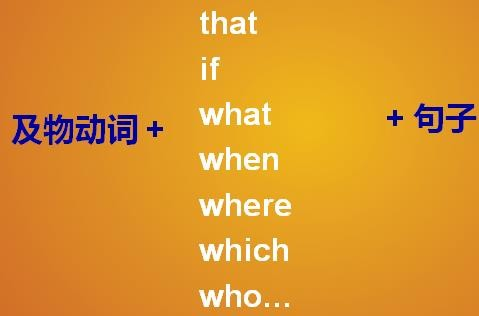 that
if
what
及物动词 + + 句子
when
where
which
who...